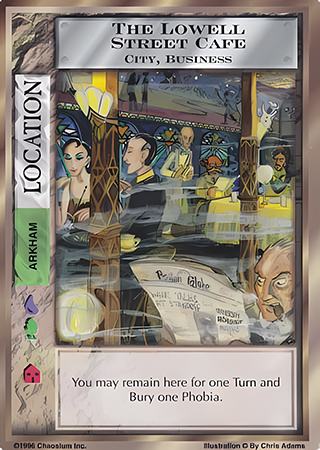 The Lowell
Street Cafe
City, Business
LOCATION
ARKHAM
You may remain here for one Turn and
Bury one Phobia.
©1996 Chaosium Inc.
Illustration © By Chris Adams